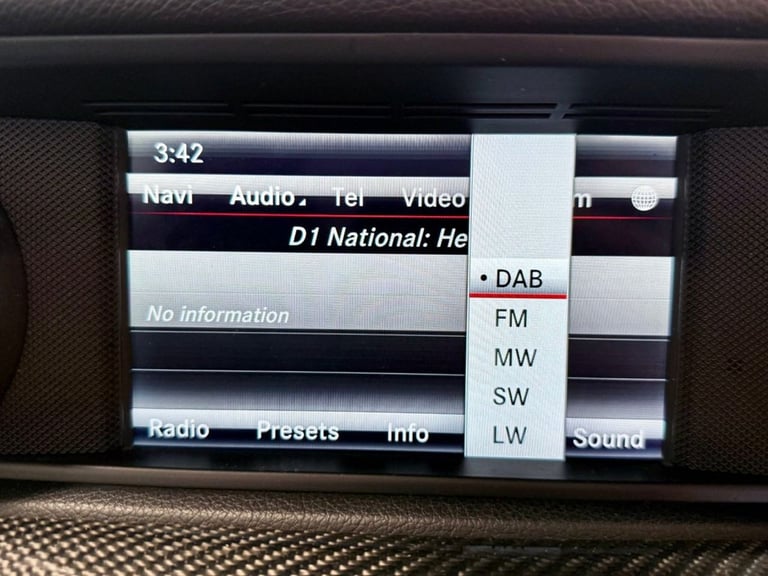 3:42
Navi Audio Tel Video m
D1 National: He
DAB
FM
No information
MW
SW
LW
Radio Presets Info Sound